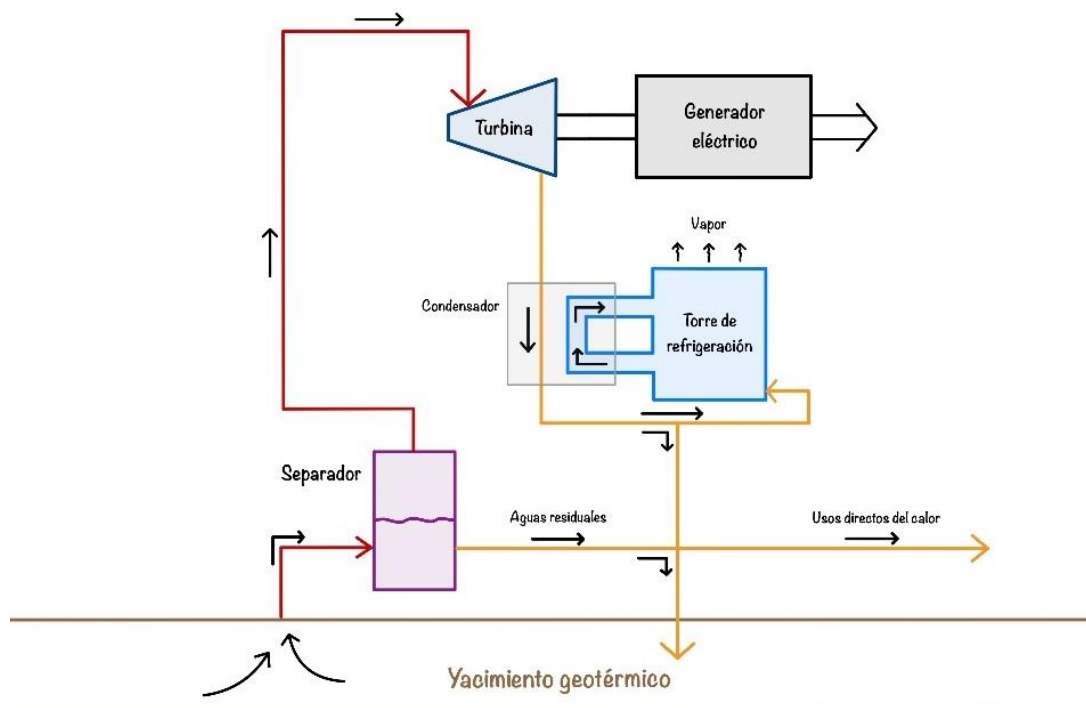 Turbina
Generador
eléctrico
Vapor
Condensador
Torre de
refrigeración
Separador
Aguas residuales
Usos directos del calor
Yacimiento geotérmico